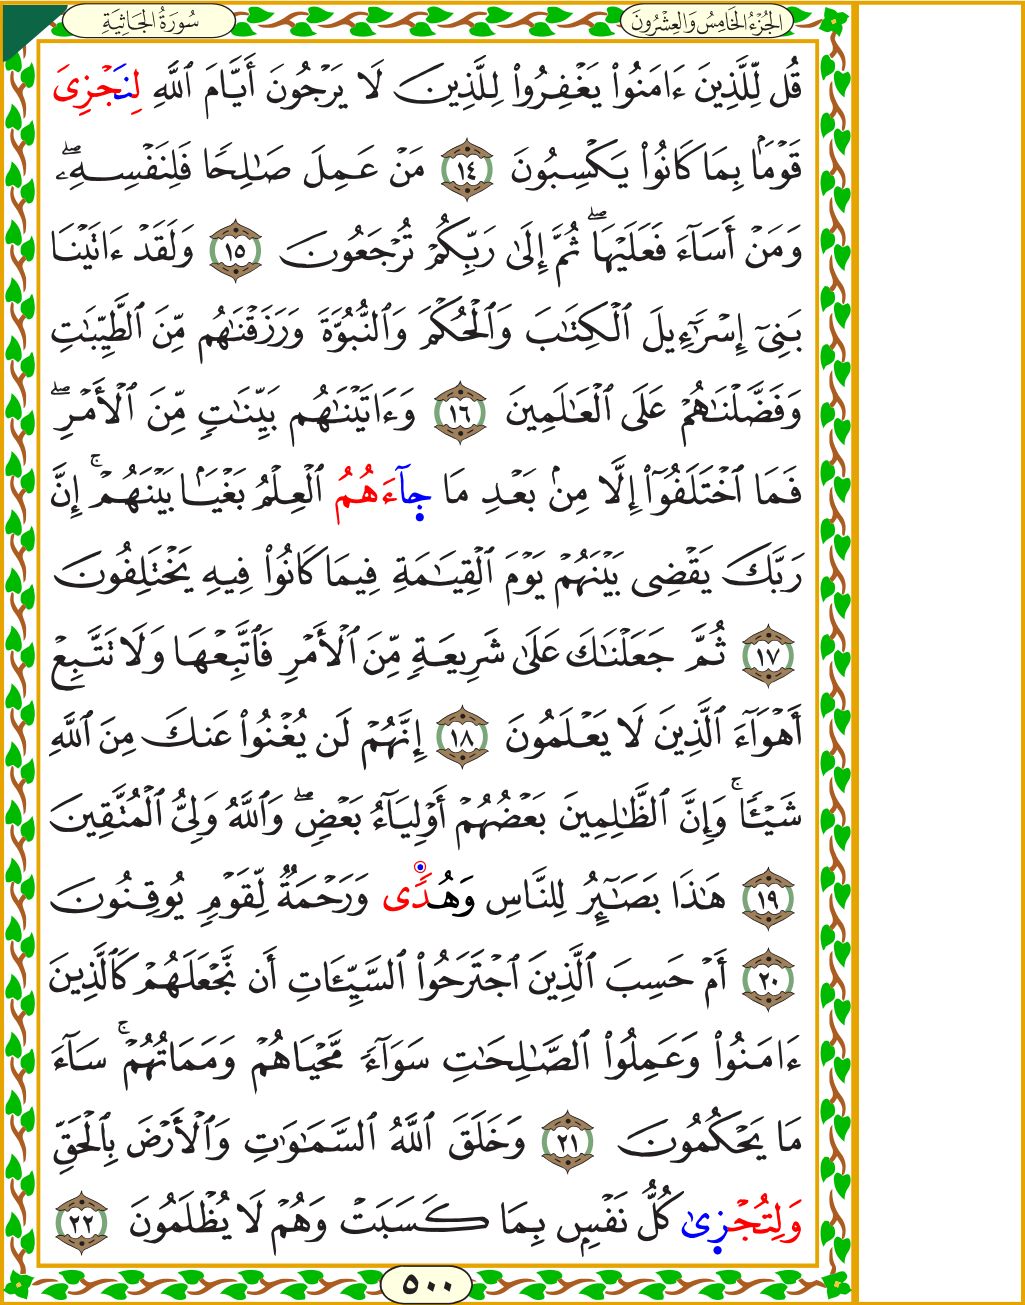 الجُزْءُ الخَامِسُ وَالعِشْرُونَ
سُورَةُ الجَاثِيَةِ
قُل لِّلَّذِينَ ءَامَنُوا۟ يَغْفِرُوا۟ لِلَّذِينَ لَا يَرْجُونَ أَيَّامَ ٱللَّهِ لِنَجْزِىَ
قَوْمًۢا بِمَا كَانُوا۟ يَكْسِبُونَ ١٤ مَنْ عَمِلَ صَـٰلِحًا فَلِنَفْسِهِۦۖ
وَمَنْ أَسَآءَ فَعَلَيْهَاۖ ثُمَّ إِلَىٰ رَبِّكُمْ تُرْجَعُونَ ١٥ وَلَقَدْ ءَاتَيْنَا
بَنِىٓ إِسْرَٰٓءِيلَ ٱلْكِتَـٰبَ وَٱلْحُكْمَ وَٱلنُّبُوَّةَ وَرَزَقْنَـٰهُم مِّنَ ٱلطَّيِّبَـٰتِ
وَفَضَّلْنَـٰهُمْ عَلَى ٱلْعَـٰلَمِينَ ١٦ وَءَاتَيْنَـٰهُم بَيِّنَـٰتٍ مِّنَ ٱلْأَمْرِۖ
فَمَا ٱخْتَلَفُوٓا۟ إِلَّا مِنۢ بَعْدِ مَا جَآءَهُمُ ٱلْعِلْمُ بَغْيًۢا بَيْنَهُمْۚ إِنَّ
رَبَّكَ يَقْضِى بَيْنَهُمْ يَوْمَ ٱلْقِيَـٰمَةِ فِيمَا كَانُوا۟ فِيهِ يَخْتَلِفُونَ
١٧ ثُمَّ جَعَلْنَـٰكَ عَلَىٰ شَرِيعَةٍ مِّنَ ٱلْأَمْرِ فَٱتَّبِعْهَا وَلَا تَتَّبِعْ
أَهْوَآءَ ٱلَّذِينَ لَا يَعْلَمُونَ ١٨ إِنَّهُمْ لَن يُغْنُوا۟ عَنكَ مِنَ ٱللَّهِ
شَيْـًٔاۚ وَإِنَّ ٱلظَّـٰلِمِينَ بَعْضُهُمْ أَوْلِيَآءُ بَعْضٍۖ وَٱللَّهُ وَلِىُّ ٱلْمُتَّقِينَ
١٩ هَـٰذَا بَصَـٰٓئِرُ لِلنَّاسِ وَهُدًى وَرَحْمَةٌ لِّقَوْمٍ يُوقِنُونَ
٢٠ أَمْ حَسِبَ ٱلَّذِينَ ٱجْتَرَحُوا۟ ٱلسَّيِّـَٔاتِ أَن نَّجْعَلَهُمْ كَٱلَّذِينَ
ءَامَنُوا۟ وَعَمِلُوا۟ ٱلصَّـٰلِحَـٰتِ سَوَآءً مَّحْيَاهُمْ وَمَمَاتُهُمْۚ سَآءَ
مَا يَحْكُمُونَ ٢١ وَخَلَقَ ٱللَّهُ ٱلسَّمَـٰوَٰتِ وَٱلْأَرْضَ بِٱلْحَقِّ
وَلِتُجْزِىٰ كُلُّ نَفْسٍۭ بِمَا كَسَبَتْ وَهُمْ لَا يُظْلَمُونَ ٢٢
٥٠٠